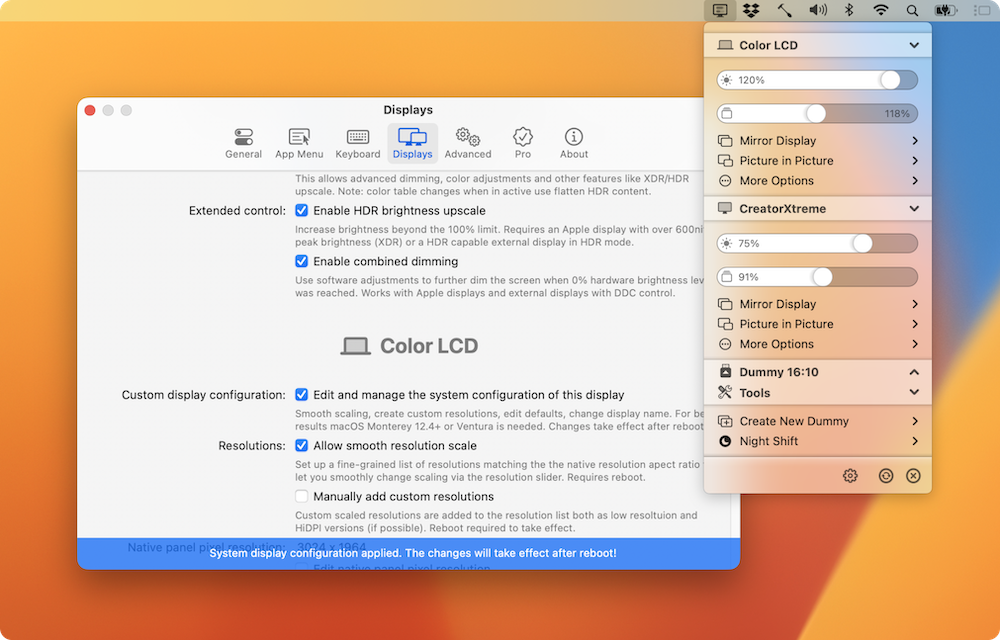 Displays
General
App Menu
Keyboard
Displays
Advanced
Pro
About
This allows advanced dimming, color adjustments and other features like XDR/HDR
upscale. Note: color table changes when in active use flatten HDR content.
Extended control: Enable HDR brightness upscale
Increase brightness beyond the 100% limit. Requires an Apple display with over 600ni
peak brightness (XDR) or a HDR capable external display in HDR mode.
Enable combined dimming
Use software adjustments to further dim the screen when 0% hardware brightness lev
was reached. Works with Apple displays and external displays with DDC control.
Color LCD
Custom display configuration: Edit and manage the system configuration of this display
Smooth scaling, create custom resolutions, edit defaults, change display name. For be
results macOS Monterey 12.4+ or Ventura is needed. Changes take effect after reboot
Resolutions: Allow smooth resolution scale
Set up a fine-grained list of resolutions matching the the native resolution apect ratio
let you smoothly change scaling via the resolution slider. Requires reboot.
Manually add custom resolutions
Custom scaled resolutions are added to the resolution list both as low resoltuion and
HiDPI versions (if possible). Reboot required to take effect.
Native panel pixel resolution: 3024 x 1964
System display configuration applied. The changes will take effect after reboot!
Edit native panel pixel resolution
Color LCD
120%
118%
Mirror Display
Picture in Picture
More Options
CreatorXtreme
75%
91%
Mirror Display
Picture in Picture
More Options
Dummy 16:10
Tools
Create New Dummy
Night Shift